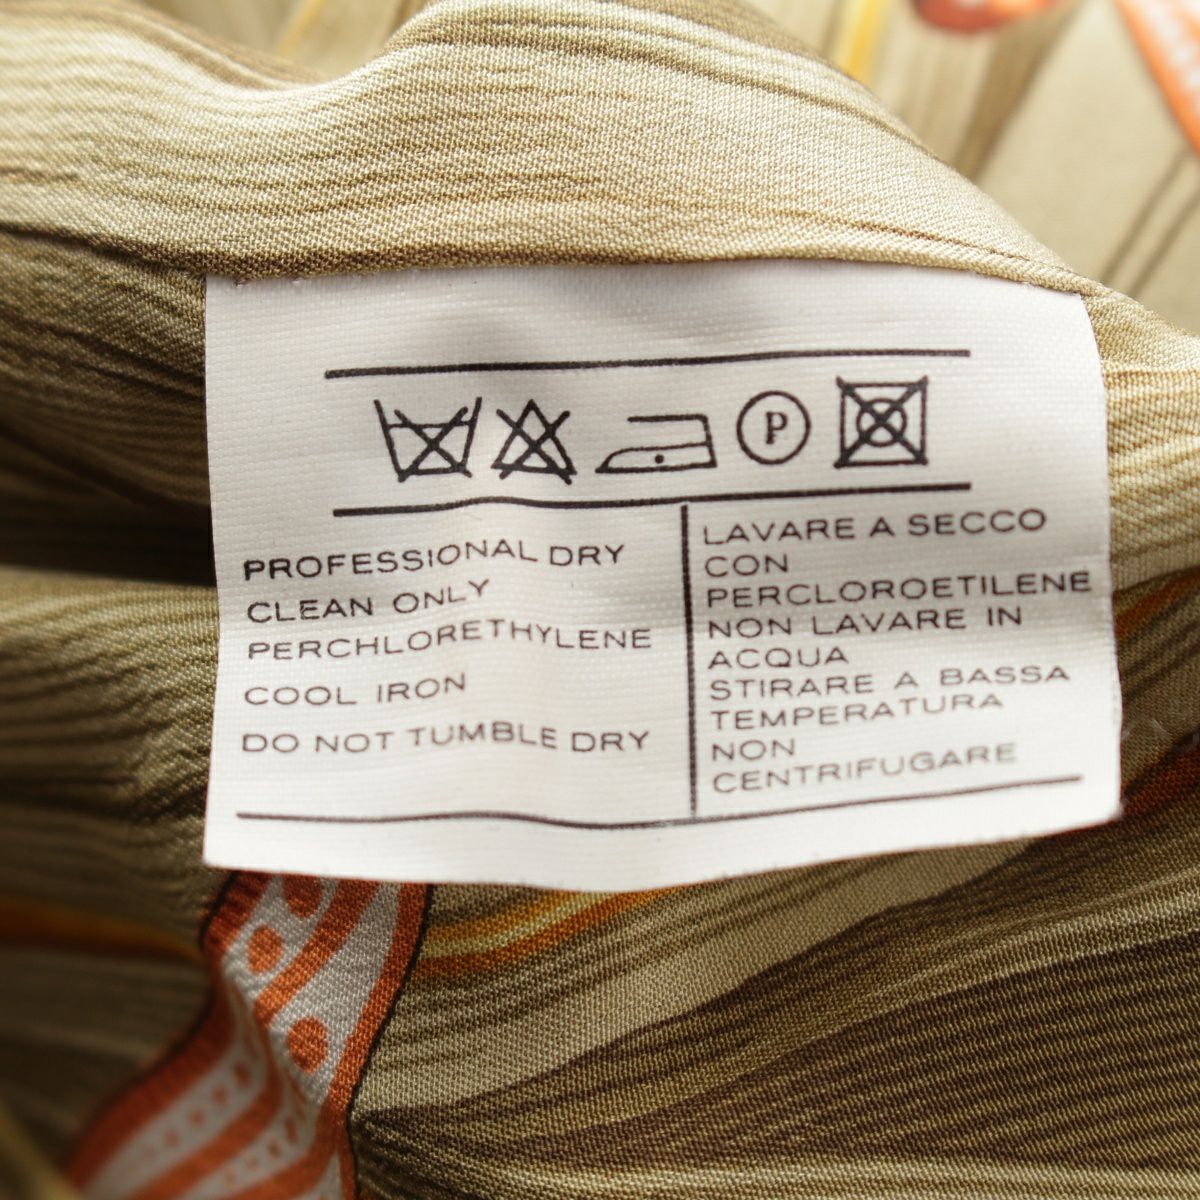 P
PROFESSIONAL DRY
CLEAN ONLY
PERCHLORETHYLENE
COOL IRON
DO NOT TUMBLE DRY
LAVARE A SECCO
CON
PERCLOROETILENE
NON LAVARE IN
ACQUA
STIRARE A BASSA
TEMPERATURA
NON
CENTRIFUGARE